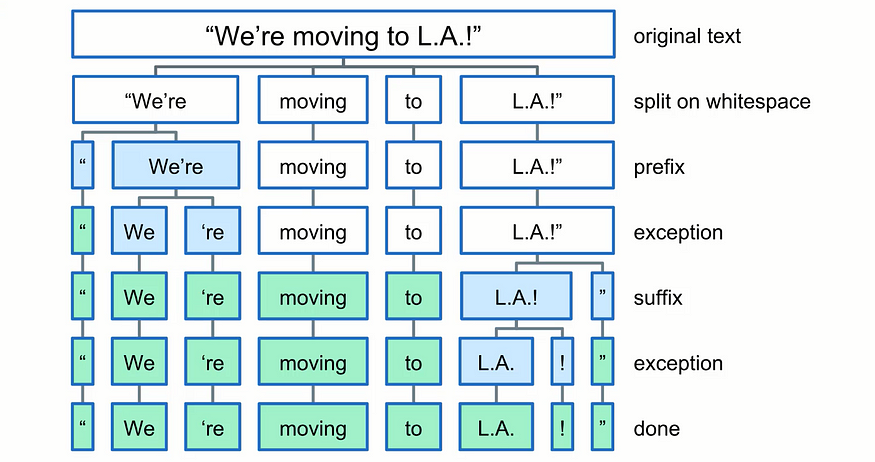 “We’re moving to L.A.!” original text
“We’re moving to L.A.!” split on whitespace
“ We’re moving to L.A.!” prefix
“ We ‘re moving to L.A.!” exception
“ We ‘re moving to L.A.! ” suffix
“ We ‘re moving to L.A. ! ” exception
“ We ‘re moving to L.A. ! ” done